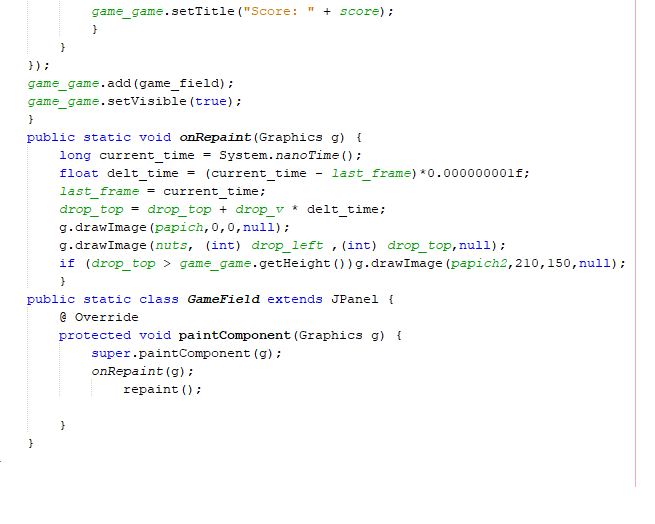 game_game.setTitle("Score: " + score);
}
}
});
game_game.add(game_field);
game_game.setVisible(true);
}
public static void onRepaint(Graphics g) {
long current_time = System.nanoTime();
float delt_time = (current_time - last_frame)*0.000000001f;
last_frame = current_time;
drop_top = drop_top + drop_v * delt_time;
g.drawImage(papich,0,0,null);
g.drawImage(nuts, (int) drop_left ,(int) drop_top,null);
if (drop_top > game_game.getHeight())g.drawImage(papich2,210,150,null);
}
public static class GameField extends JPanel {
@ Override
protected void paintComponent(Graphics g) {
super.paintComponent(g);
onRepaint(g);
repaint();
}
}